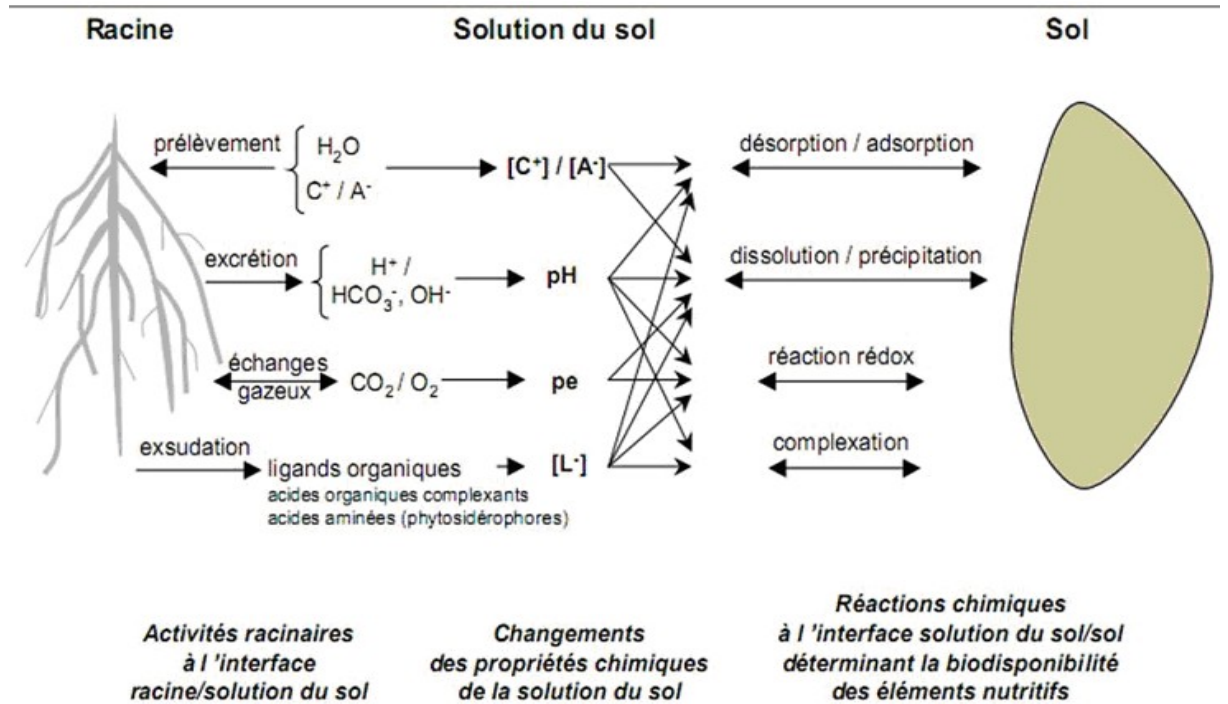 Racine Solution du sol Sol
prélèvement
H₂O
C⁺ / A⁻
[C⁺] / [A⁻]
désorption / adsorption
excrétion
H⁺ /
HCO₃⁻, OH⁻
pH
dissolution / précipitation
échanges
gazeux
CO₂ / O₂
pe
réaction rédox
exsudation
ligands organiques
acides organiques complexants
acides aminées (phytosidérophores)
[L⁻]
complexation
Activités racinaires
à l 'interface
racine/solution du sol
Changements
des propriétés chimiques
de la solution du sol
Réactions chimiques
à l 'interface solution du sol/sol
déterminant la biodisponibilité
des éléments nutritifs